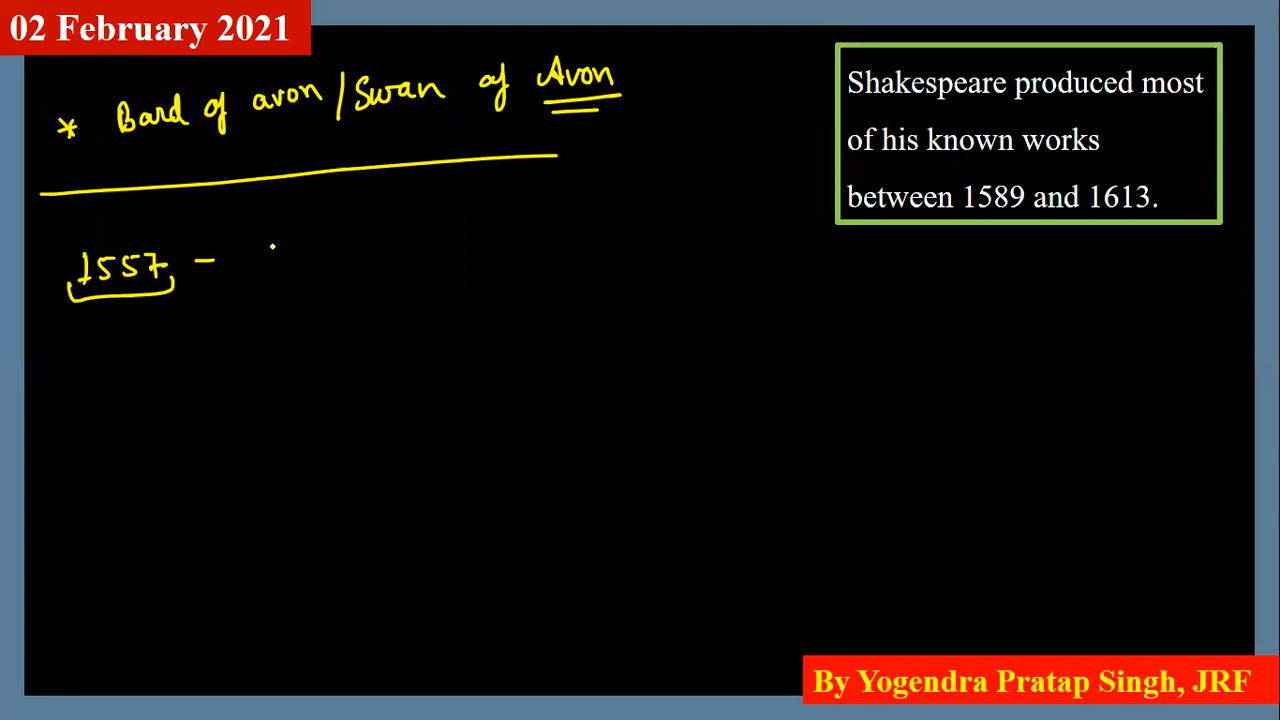 02 February 2021
* Bard of avon / Swan of Avon
Shakespeare produced most
of his known works
between 1589 and 1613.
1557 -
By Yogendra Pratap Singh, JRF